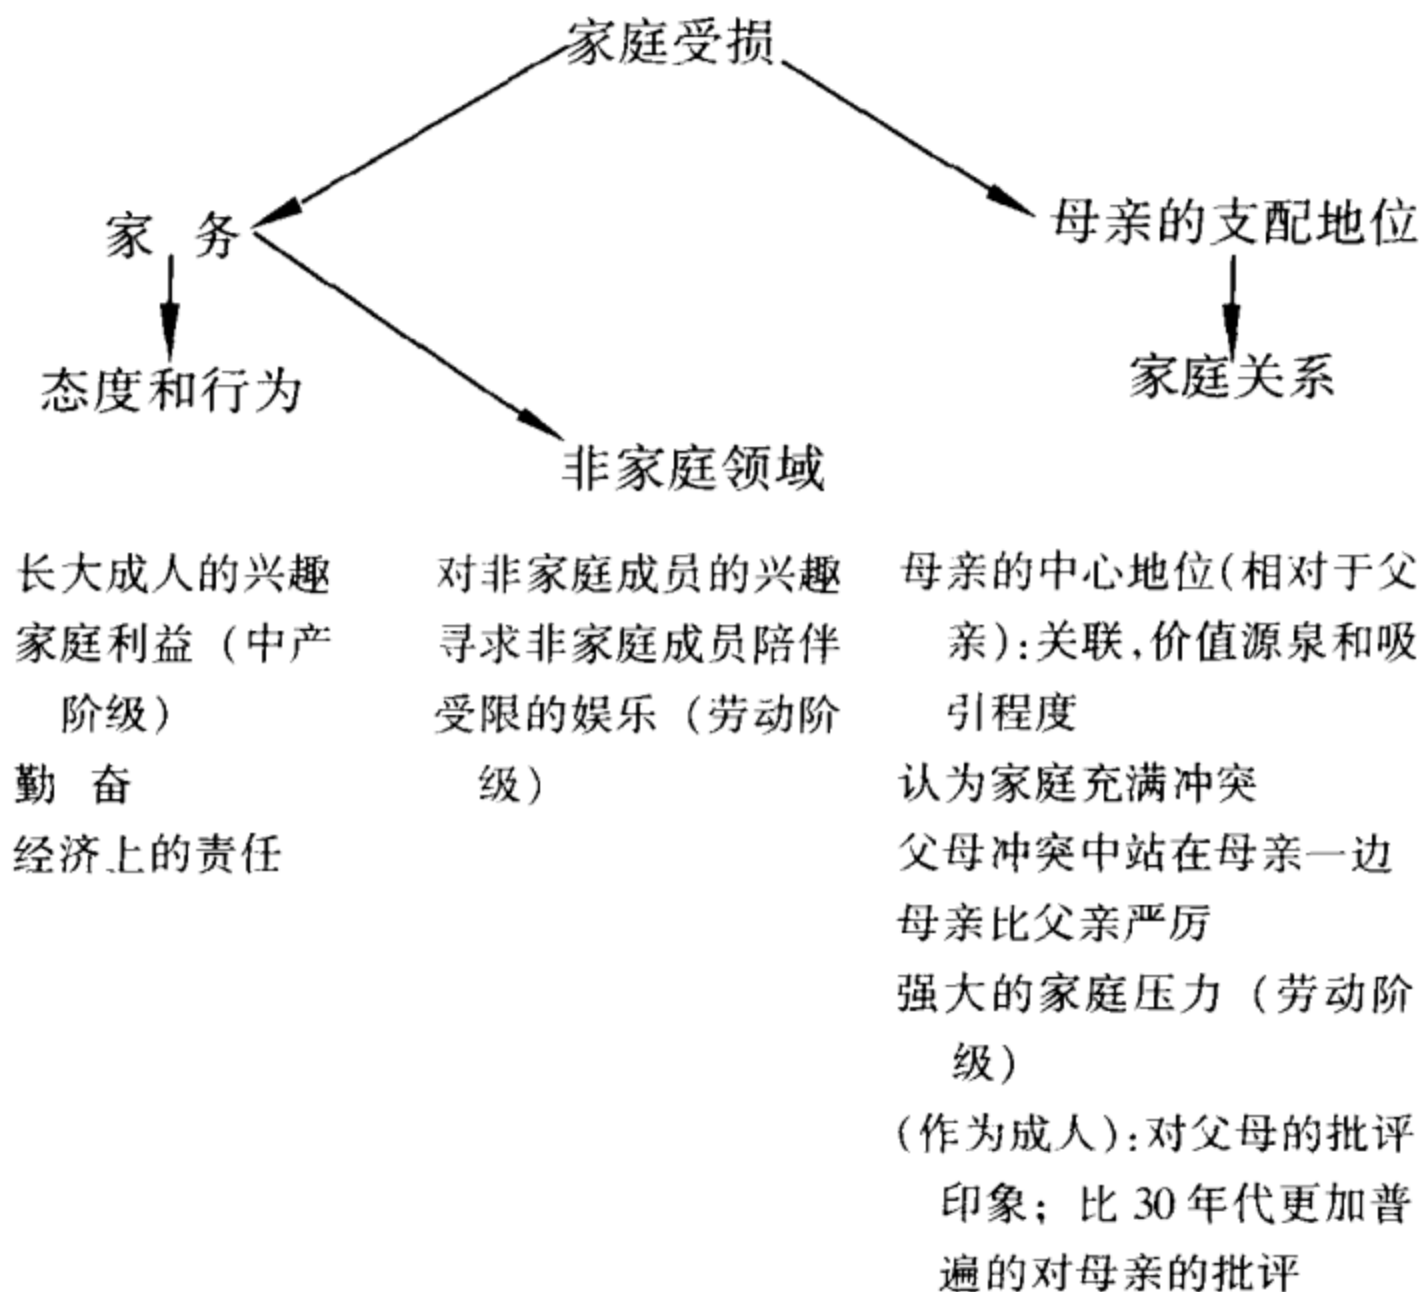 家庭受损
家 务
母亲的支配地位
态度和行为
家庭关系
非家庭领域
长大成人的兴趣
家庭利益（中产
阶级）
勤 奋
经济上的责任
对非家庭成员的兴趣
寻求非家庭成员陪伴
受限的娱乐（劳动阶
级）
母亲的中心地位(相对于父
亲):关联,价值源泉和吸
引程度
认为家庭充满冲突
父母冲突中站在母亲一边
母亲比父亲严厉
强大的家庭压力（劳动阶
级）
(作为成人):对父母的批评
印象；比 30 年代更加普
遍的对母亲的批评